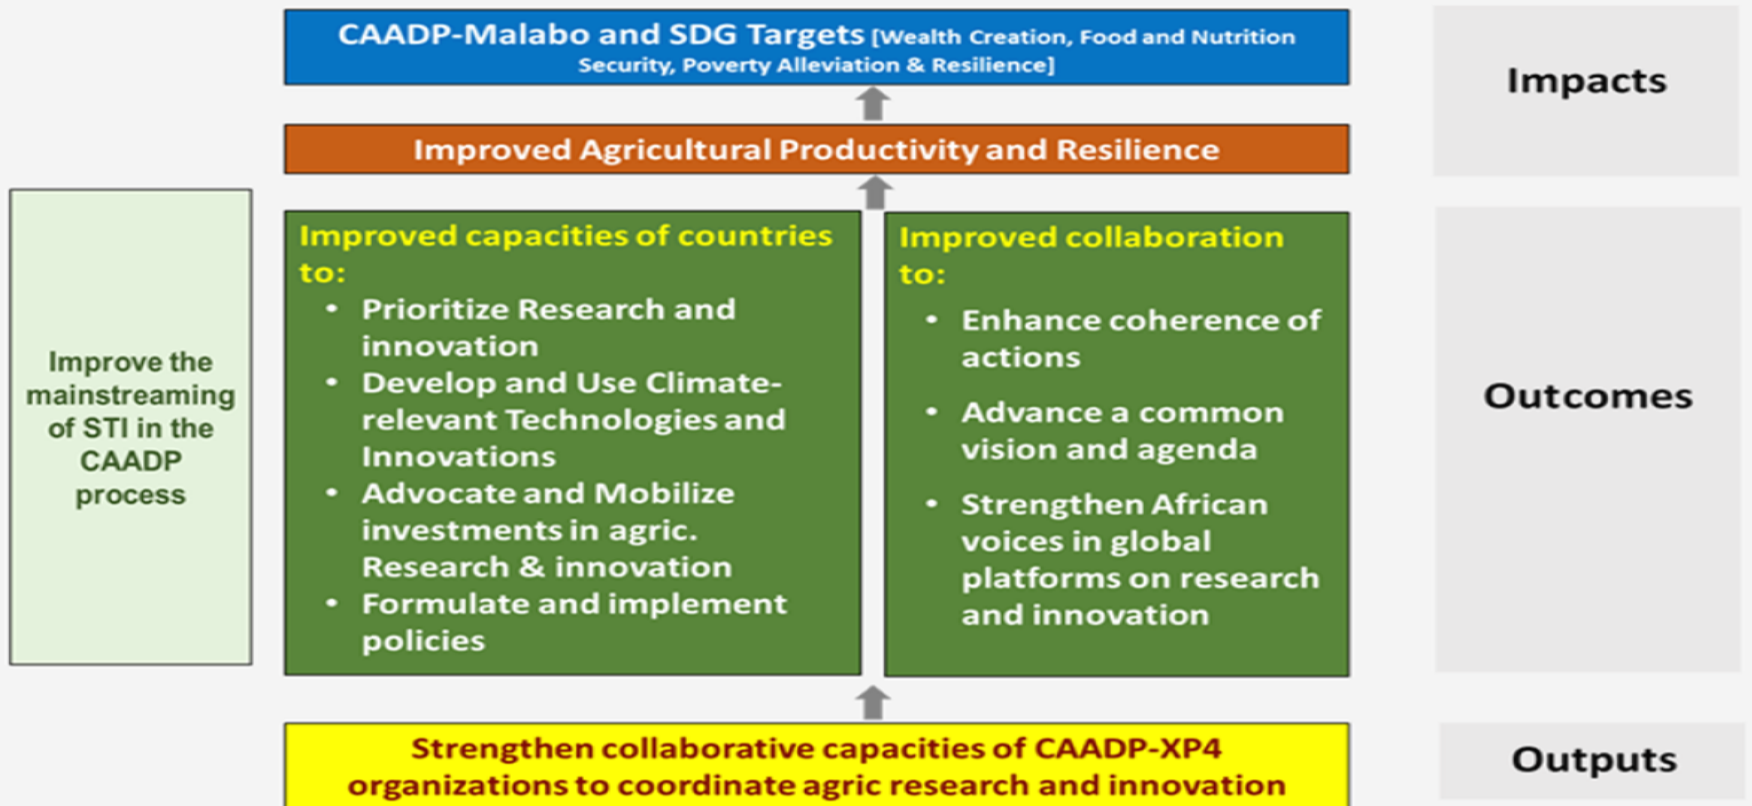 CAADP-Malabo and SDG Targets [Wealth Creation, Food and Nutrition
Security, Poverty Alleviation & Resilience]
Impacts
Improved Agricultural Productivity and Resilience
Improve the
mainstreaming
of STI in the
CAADP
process
Improved capacities of countries
to:
• Prioritize Research and
innovation
• Develop and Use Climate-
relevant Technologies and
Innovations
• Advocate and Mobilize
investments in agric.
Research & innovation
• Formulate and implement
policies
Improved collaboration
to:
• Enhance coherence of
actions
• Advance a common
vision and agenda
• Strengthen African
voices in global
platforms on research
and innovation
Outcomes
Strengthen collaborative capacities of CAADP-XP4
organizations to coordinate agric research and innovation
Outputs